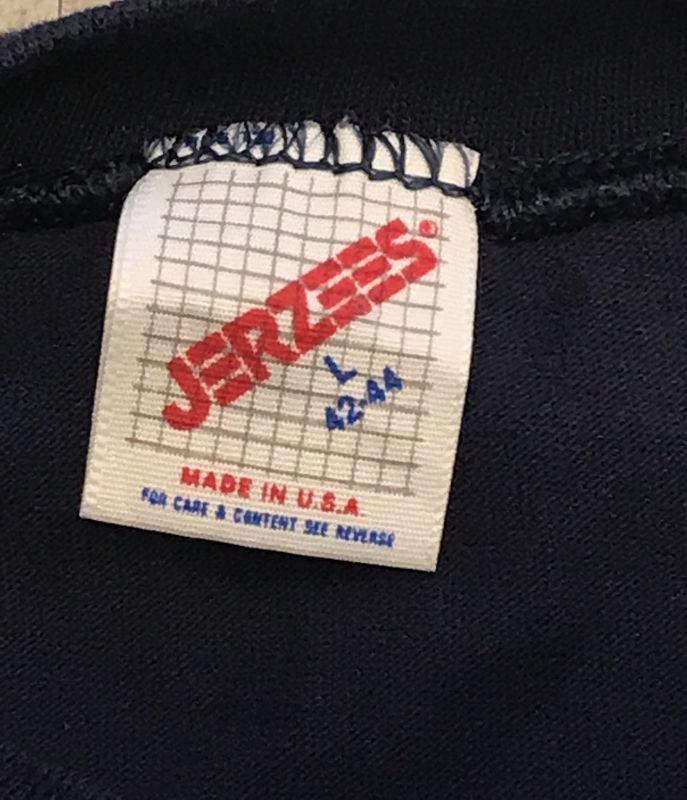 JERZEES®
L
42-44
MADE IN U.S.A.
FOR CARE & CONTENT SEE REVERSE